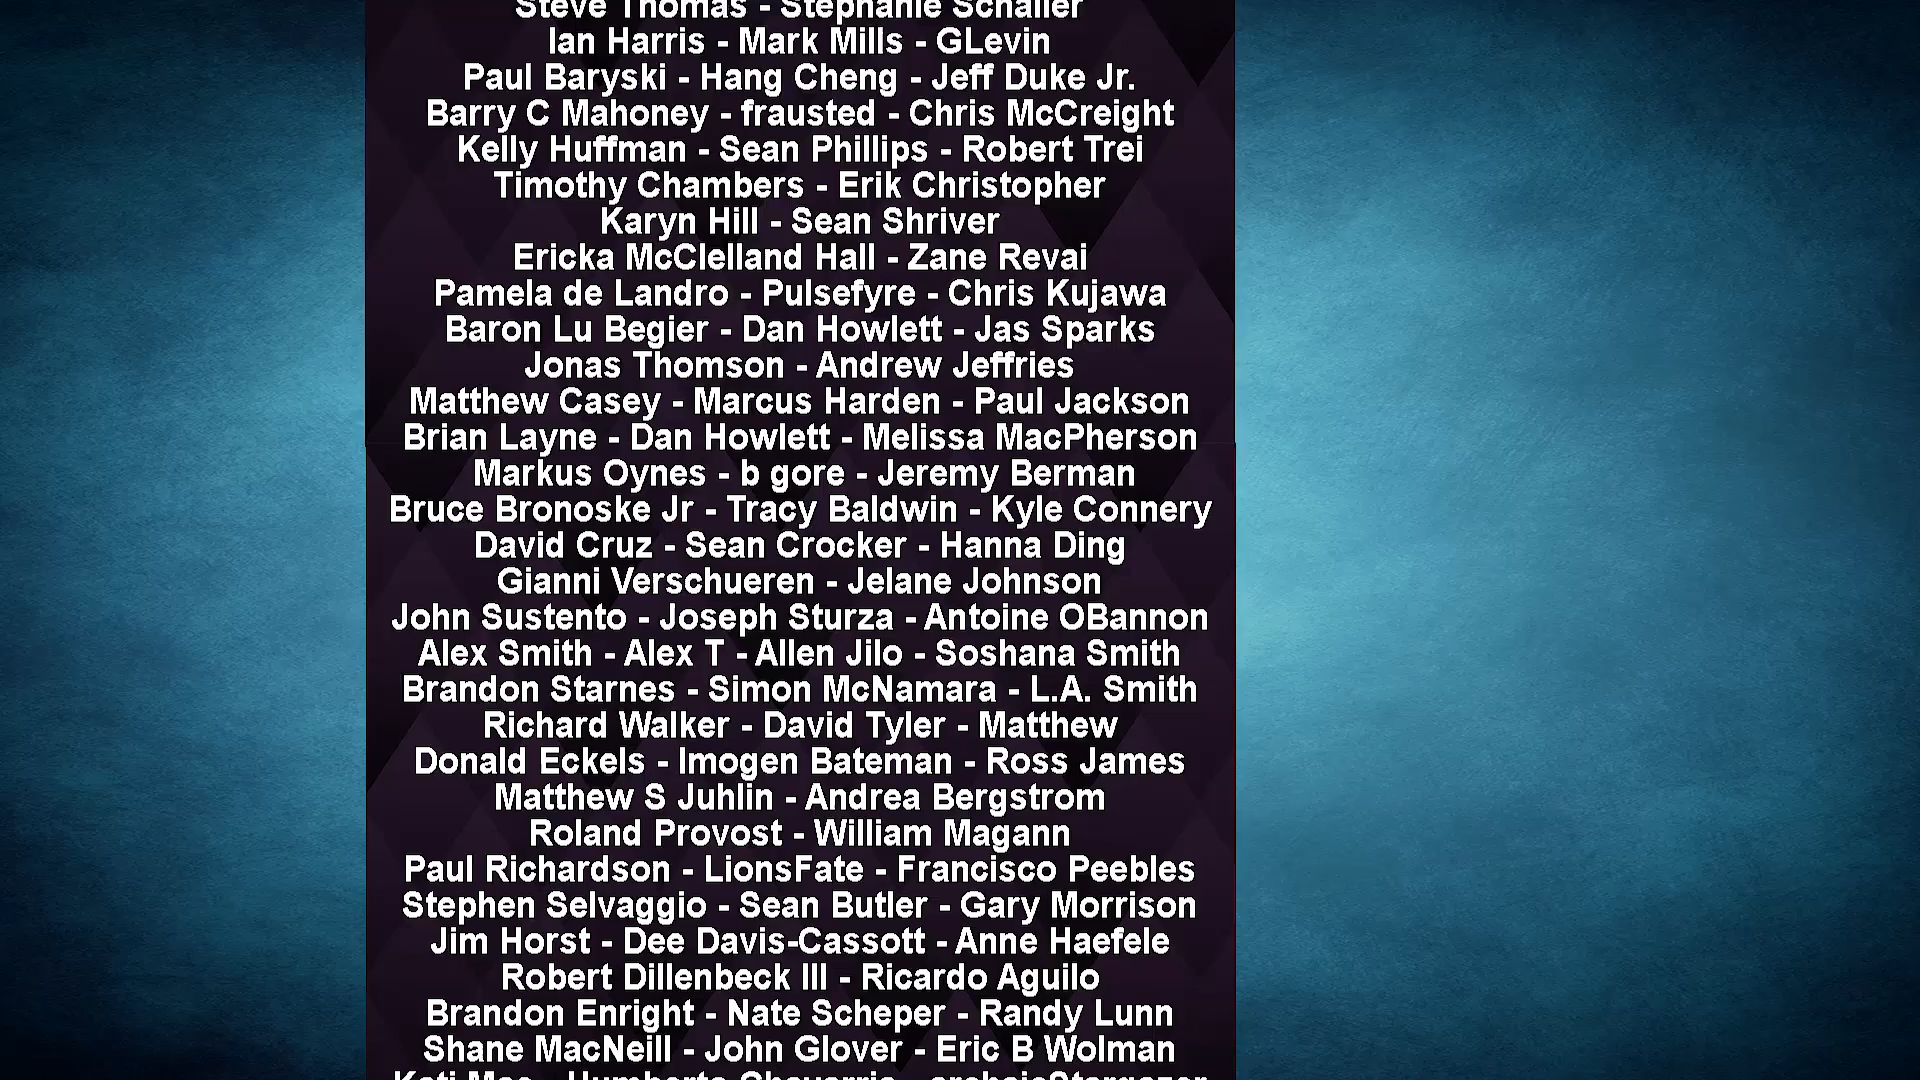 Steve Thomas - Stephanie Schaller
Ian Harris - Mark Mills - GLevin
Paul Baryski - Hang Cheng - Jeff Duke Jr.
Barry C Mahoney - frausted - Chris McCreight
Kelly Huffman - Sean Phillips - Robert Trei
Timothy Chambers - Erik Christopher
Karyn Hill - Sean Shriver
Ericka McClelland Hall - Zane Revai
Pamela de Landro - Pulsefyre - Chris Kujawa
Baron Lu Begier - Dan Howlett - Jas Sparks
Jonas Thomson - Andrew Jeffries
Matthew Casey - Marcus Harden - Paul Jackson
Brian Layne - Dan Howlett - Melissa MacPherson
Markus Oynes - b gore - Jeremy Berman
Bruce Bronoske Jr - Tracy Baldwin - Kyle Connery
David Cruz - Sean Crocker - Hanna Ding
Gianni Verschueren - Jelane Johnson
John Sustento - Joseph Sturza - Antoine OBannon
Alex Smith - Alex T - Allen Jilo - Soshana Smith
Brandon Starnes - Simon McNamara - L.A. Smith
Richard Walker - David Tyler - Matthew
Donald Eckels - Imogen Bateman - Ross James
Matthew S Juhlin - Andrea Bergstrom
Roland Provost - William Magann
Paul Richardson - LionsFate - Francisco Peebles
Stephen Selvaggio - Sean Butler - Gary Morrison
Jim Horst - Dee Davis-Cassott - Anne Haefele
Robert Dillenbeck III - Ricardo Aguilo
Brandon Enright - Nate Scheper - Randy Lunn
Shane MacNeill - John Glover - Eric B Wolman